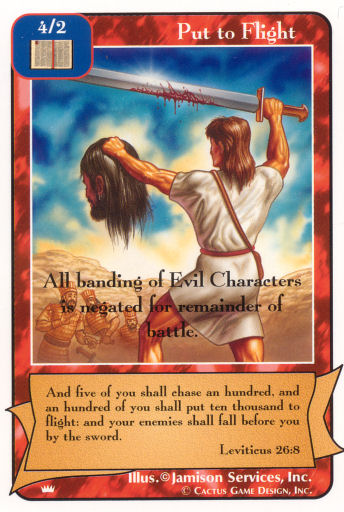 4/2
Put to Flight
All banding of Evil Characters
is negated for remainder of
battle.
And five of you shall chase an hundred, and
an hundred of you shall put ten thousand to
flight: and your enemies shall fall before you
by the sword.
Leviticus 26:8
Illus.©Jamison Services, Inc.
© Cactus Game Design, Inc.